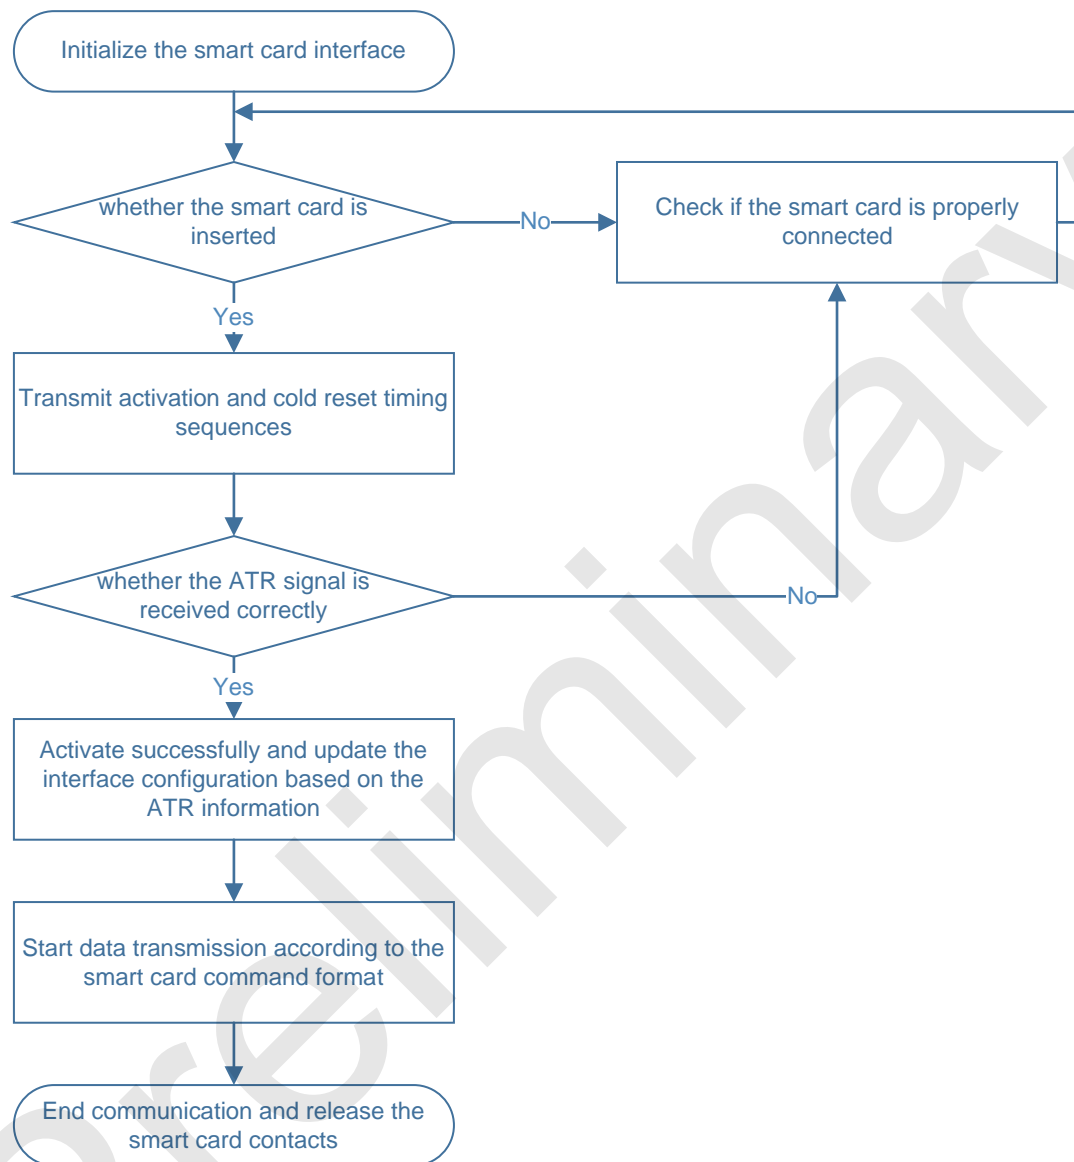 Initialize the smart card interface
whether the smart card is
inserted
No
Check if the smart card is properly
connected
Yes
Transmit activation and cold reset timing
sequences
whether the ATR signal is
received correctly
No
Yes
Activate successfully and update the
interface configuration based on the
ATR information
Start data transmission according to the
smart card command format
End communication and release the
smart card contacts
Preliminary